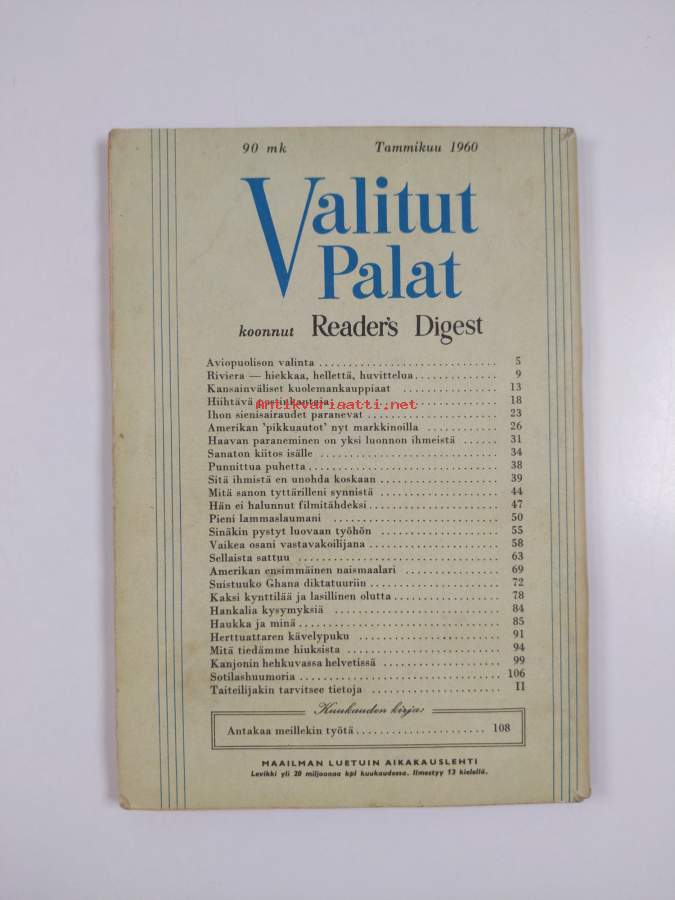 90 mk Tammikuu 1960
Valitut
Palat
koonnut Reader's Digest
Aviopuolison valinta 5
Riviera — hiekkaa, hellettä, huvittelua 9
Kansainväliset kuolemankauppiaat 13
Hiihtävä postinkantaja 18
Antikvariaatti.net
Ihon sienisairaudet paranevat 23
Amerikan 'pikkuautot' nyt markkinoilla 26
Haavan paraneminen on yksi luonnon ihmeistä 31
Sanaton kiitos isälle 34
Punnittua puhetta 38
Sitä ihmistä en unohda koskaan 39
Mitä sanon tyttärilleni synnistä 44
Hän ei halunnut filmitähdeksi 47
Pieni lammaslaumani 50
Sinäkin pystyt luovaan työhön 55
Vaikea osani vastavakoilijana 58
Sellaista sattuu 63
Amerikan ensimmäinen naismaalari 69
Suistuuko Ghana diktatuuriin 72
Kaksi kynttilää ja lasillinen olutta 78
Hankalia kysymyksiä 84
Haukka ja minä 85
Herttuattaren kävelypuku 91
Mitä tiedämme hiuksista 94
Kanjonin hehkuvassa helvetissä 99
Sotilashuumoria 106
Taiteilijakin tarvitsee tietoja II
Kuukauden kirja:
Antakaa meillekin työtä 108
MAAILMAN LUETUIN AIKAKAUSLEHTI
Levikki yli 20 miljoonaa kpl kuukaudessa. Ilmestyy 13 kielellä.